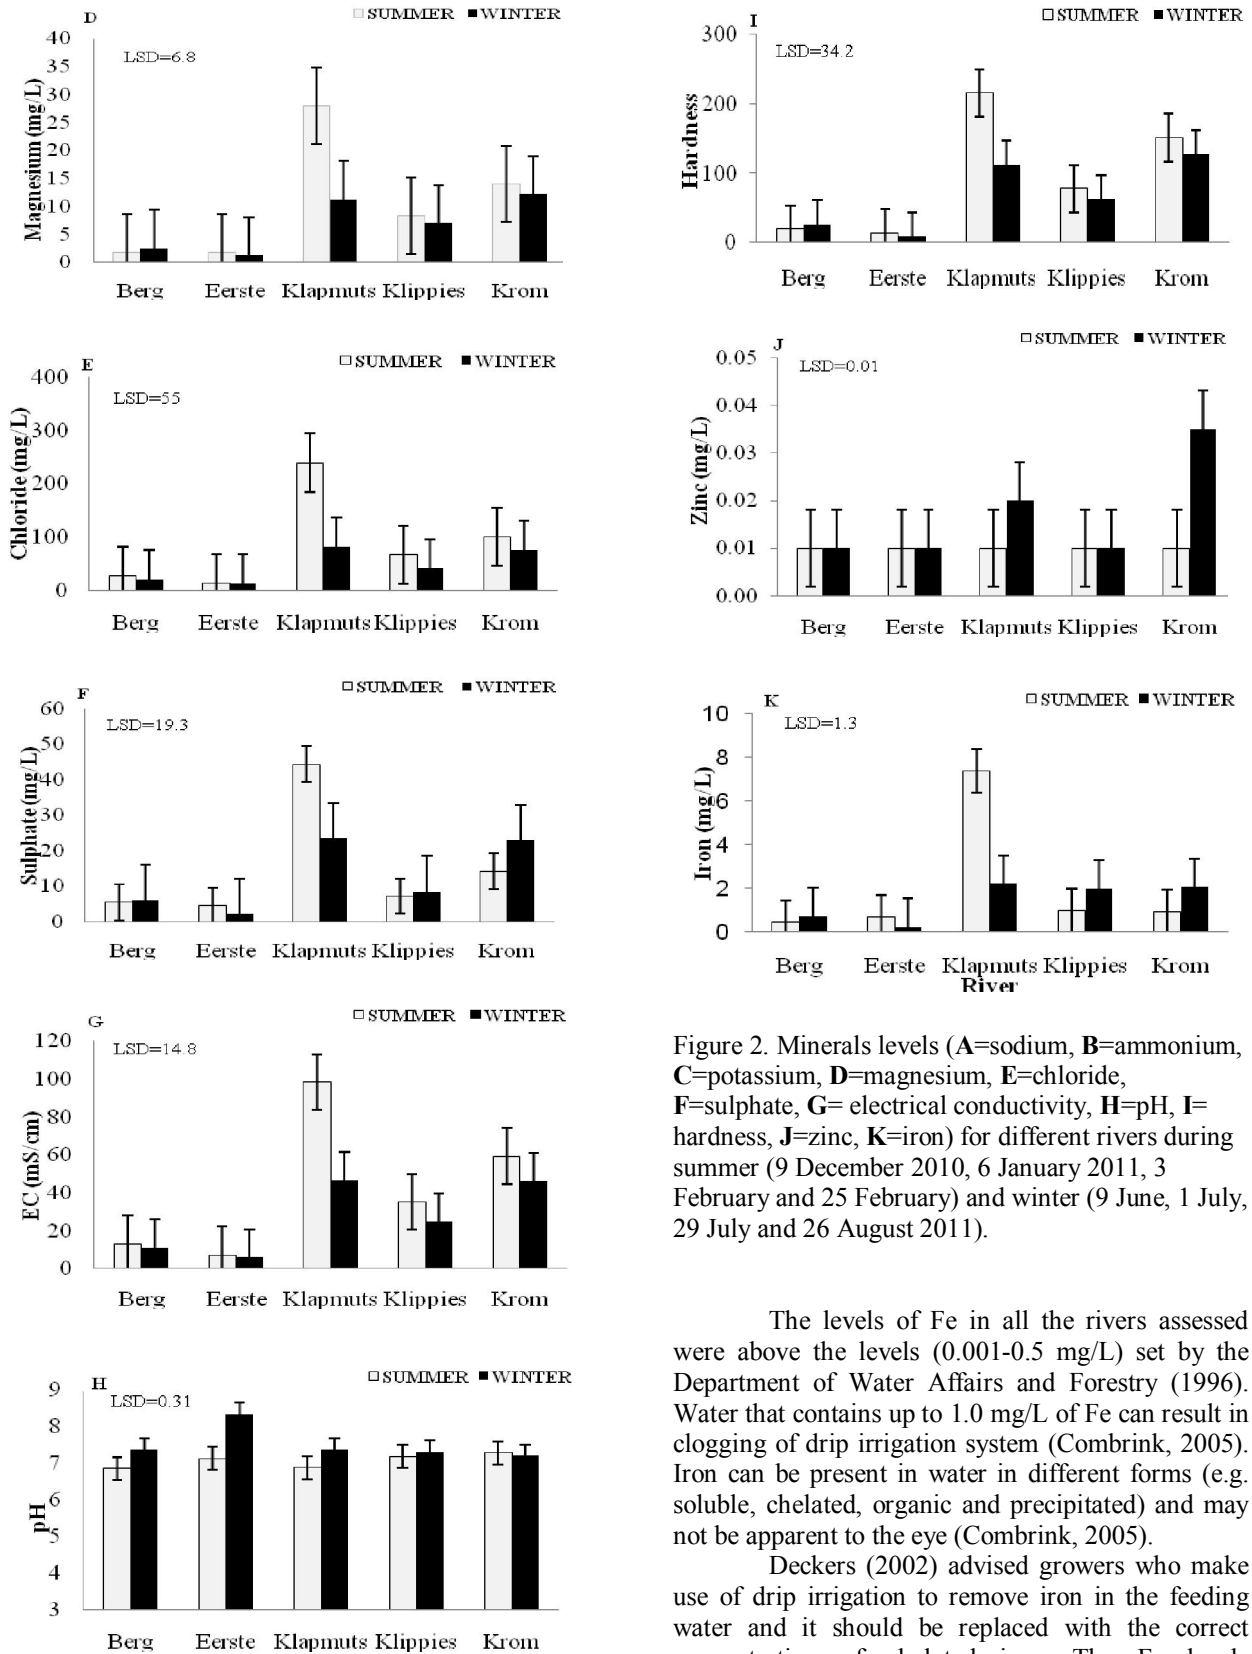 D
SUMMER WINTER
LSD=6.8
Magnesium (mg/L)
40
35
30
25
20
15
10
5
0
Berg Eerste Klapmuts Klippies Krom
E
SUMMER WINTER
LSD=55
Chloride (mg/L)
400
300
200
100
0
Berg Eerste Klapmuts Klippies Krom
F
SUMMER WINTER
LSD=19.3
Sulphate (mg/L)
60
50
40
30
20
10
0
Berg Eerste Klapmuts Klippies Krom
G
SUMMER WINTER
LSD=14.8
EC (mS/cm)
120
100
80
60
40
20
0
Berg Eerste Klapmuts Klippies Krom
H
SUMMER WINTER
LSD=0.31
pH
9
8
7
6
5
4
3
Berg Eerste Klapmuts Klippies Krom
I
SUMMER WINTER
LSD=34.2
Hardness
300
200
100
0
Berg Eerste Klapmuts Klippies Krom
J
SUMMER WINTER
LSD=0.01
Zinc (mg/L)
0.05
0.04
0.03
0.02
0.01
0.00
Berg Eerste Klapmuts Klippies Krom
K
SUMMER WINTER
LSD=1.3
Iron (mg/L)
10
8
6
4
2
0
Berg Eerste Klapmuts Klippies Krom
River
Figure 2. Minerals levels (A=sodium, B=ammonium,
C=potassium, D=magnesium, E=chloride,
F=sulphate, G= electrical conductivity, H=pH, I=
hardness, J=zinc, K=iron) for different rivers during
summer (9 December 2010, 6 January 2011, 3
February and 25 February) and winter (9 June, 1 July,
29 July and 26 August 2011).
The levels of Fe in all the rivers assessed
were above the levels (0.001-0.5 mg/L) set by the
Department of Water Affairs and Forestry (1996).
Water that contains up to 1.0 mg/L of Fe can result in
clogging of drip irrigation system (Combrink, 2005).
Iron can be present in water in different forms (e.g.
soluble, chelated, organic and precipitated) and may
not be apparent to the eye (Combrink, 2005).
Deckers (2002) advised growers who make
use of drip irrigation to remove iron in the feeding
water and it should be replaced with the correct